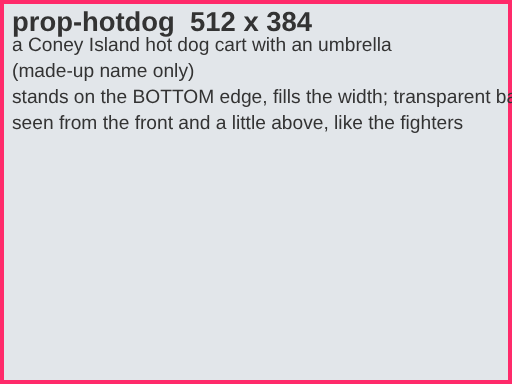 prop-hotdog 512 x 384
a Coney Island hot dog cart with an umbrella
(made-up name only)
stands on the BOTTOM edge, fills the width; transparent ba
seen from the front and a little above, like the fighters